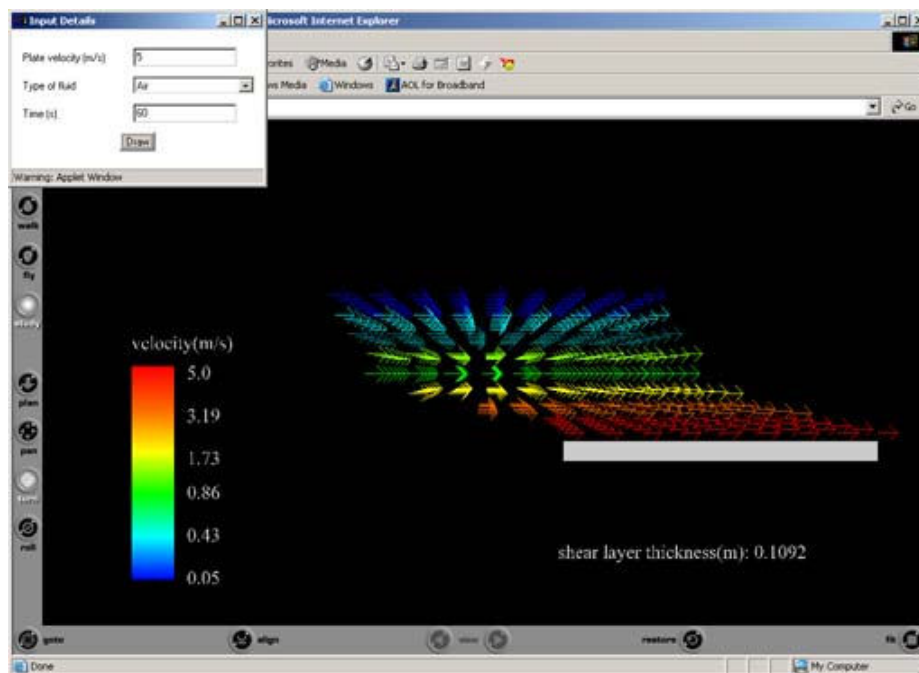 Input Details
Microsoft Internet Explorer
Plate velocity (m/s) 5
Type of fluid Air
Time (s) 60
Draw
Warning: Applet Window
Media
Media Windows AOL for Broadband
Go
walk
fly
study
plan
pan
turn
roll
velocity(m/s)
5.0
3.19
1.73
0.86
0.43
0.05
shear layer thickness(m): 0.1092
goto align view restore fit
Done My Computer